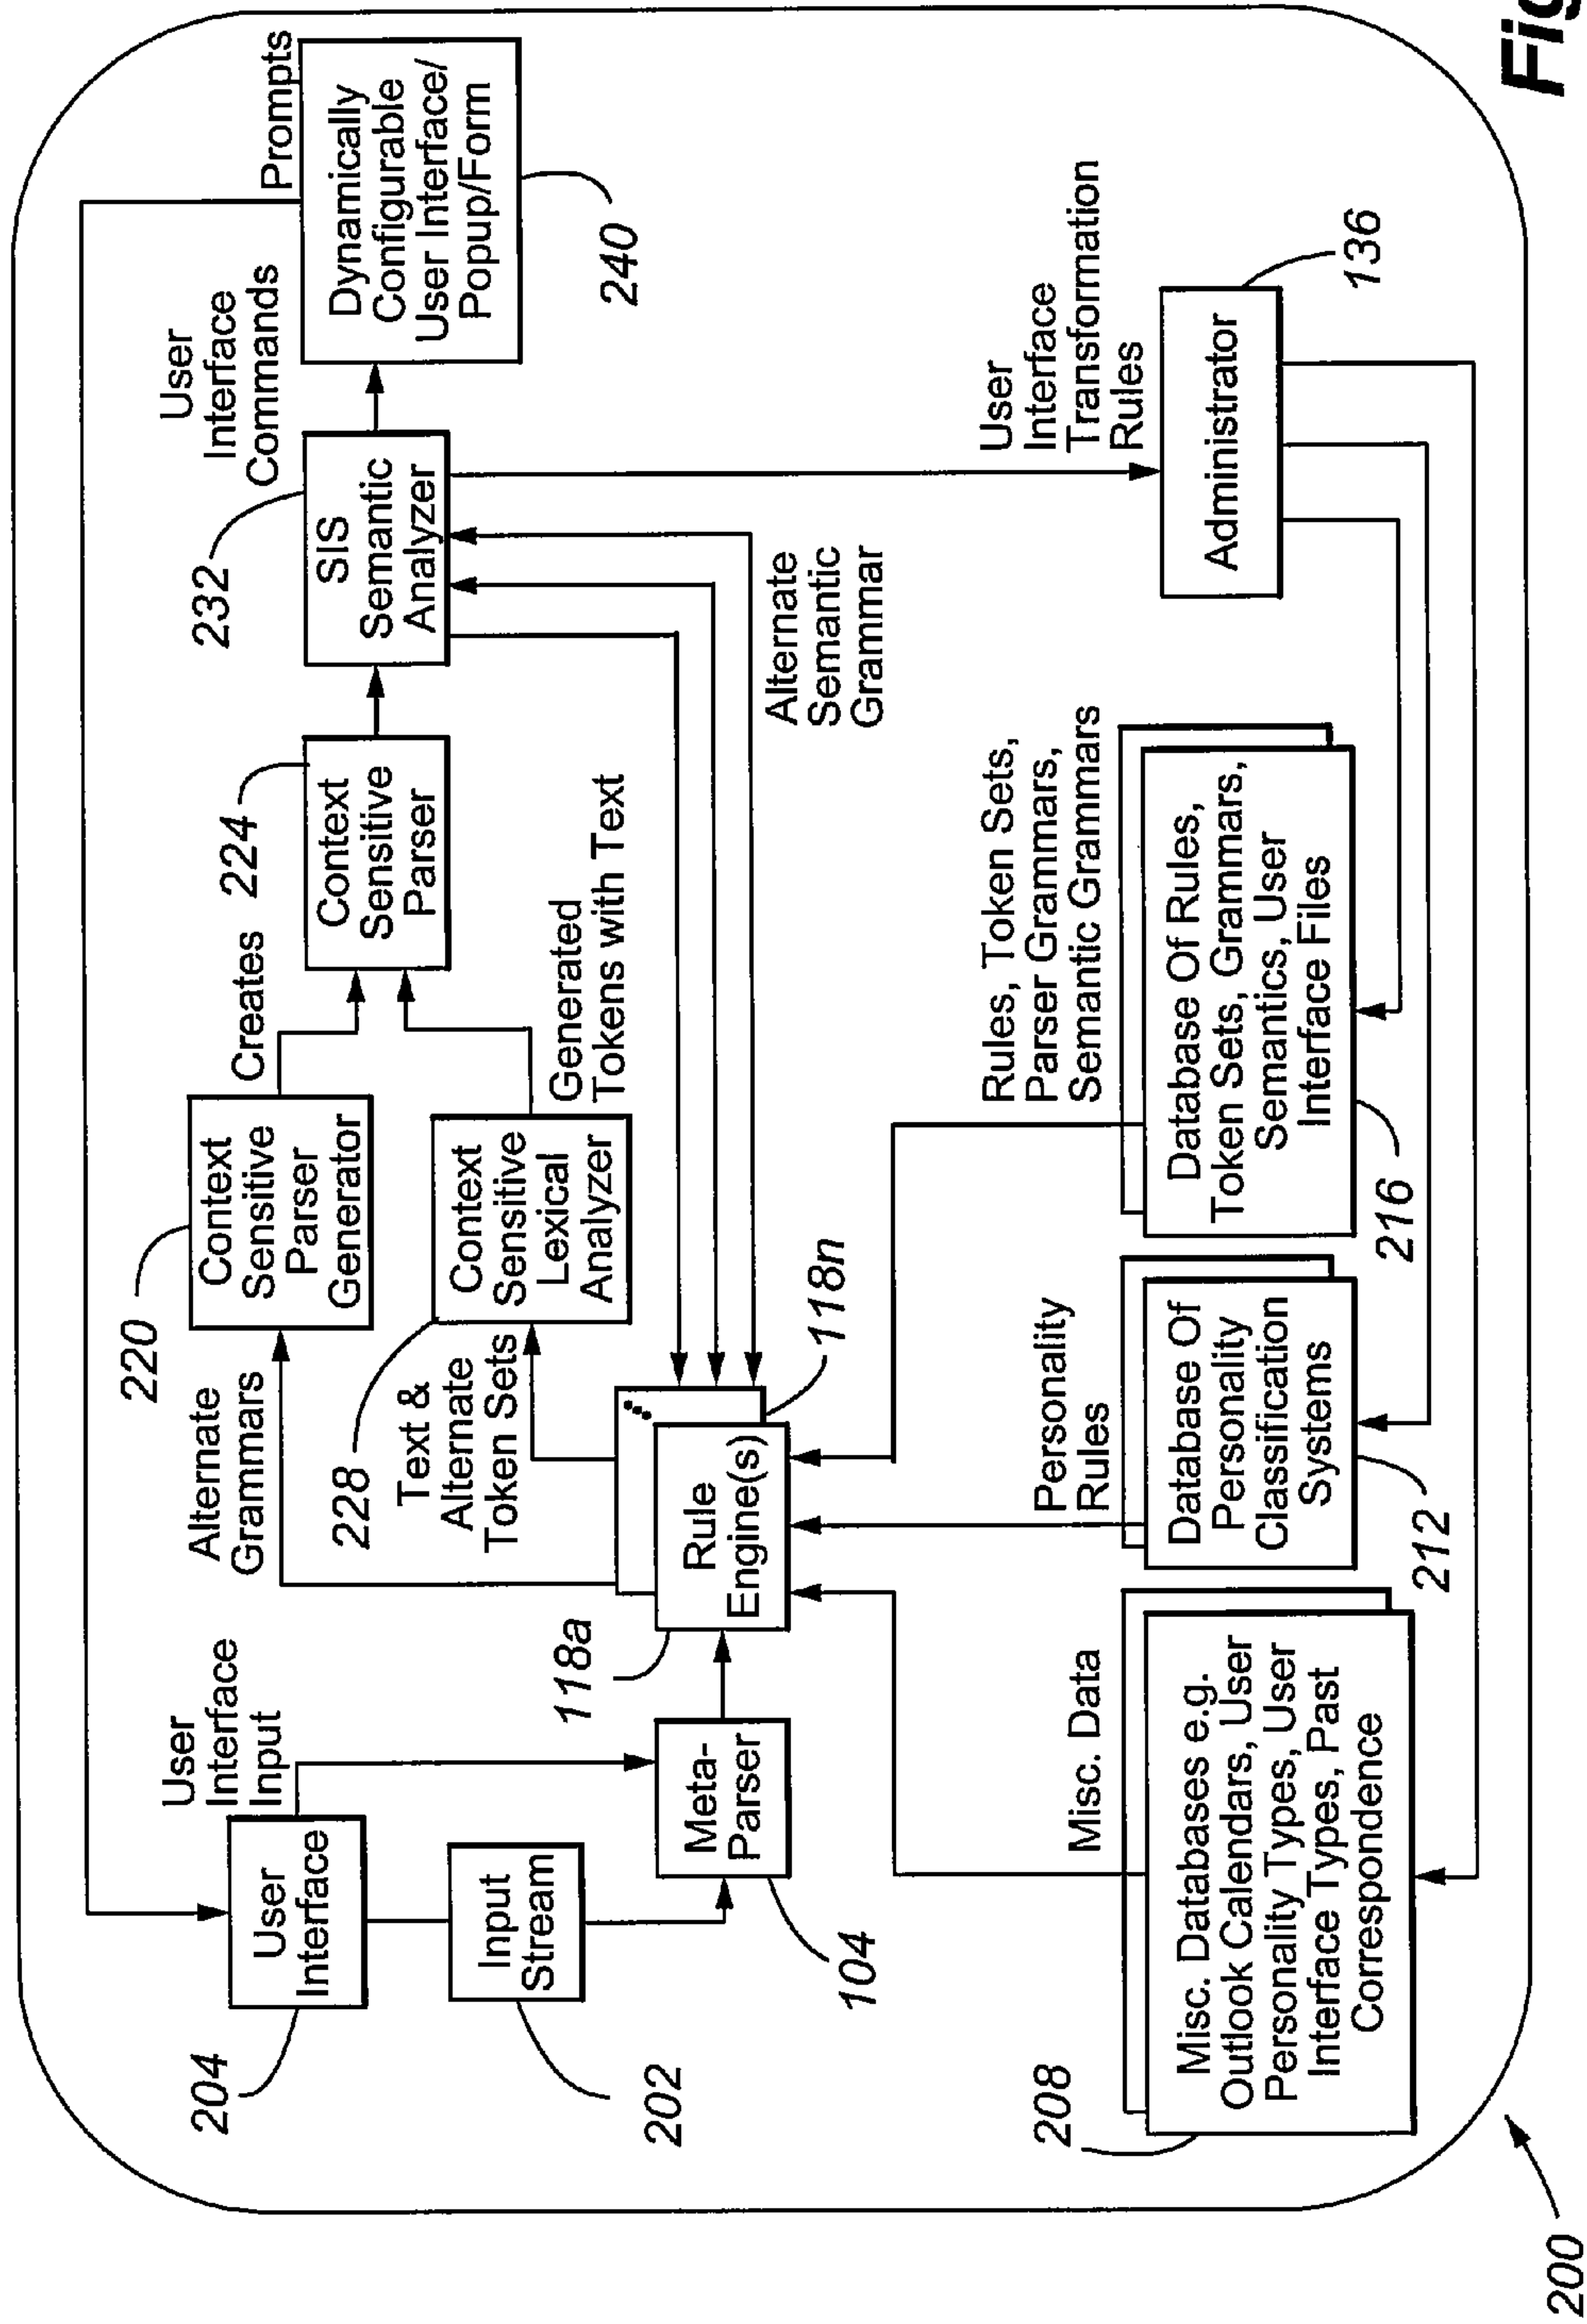 Prompts
User
Interface
Commands
Dynamically
Configurable
User Interface/
Popup/Form
240
232
SIS
Semantic
Analyzer
224
Context
Sensitive
Parser
Creates
220
Context
Sensitive
Parser
Generator
Alternate
Grammars
Generated
Tokens with Text
Context
Sensitive
Lexical
Analyzer
228
Text &
Alternate
Token Sets
User
Interface
Input
204
User
Interface
202
Input
Stream
Meta-
Parser
104
118a
Rule
Engine(s)
118n
Alternate
Semantic
Grammar
User
Interface
Transformation
Rules
Administrator
136
Rules, Token Sets,
Parser Grammars,
Semantic Grammars
Database Of Rules,
Token Sets, Grammars,
Semantics, User
Interface Files
216
Personality
Rules
Database Of
Personality
Classification
Systems
212
Misc. Data
208
Misc. Databases e.g.
Outlook Calendars, User
Personality Types, User
Interface Types, Past
Correspondence
200
Fig